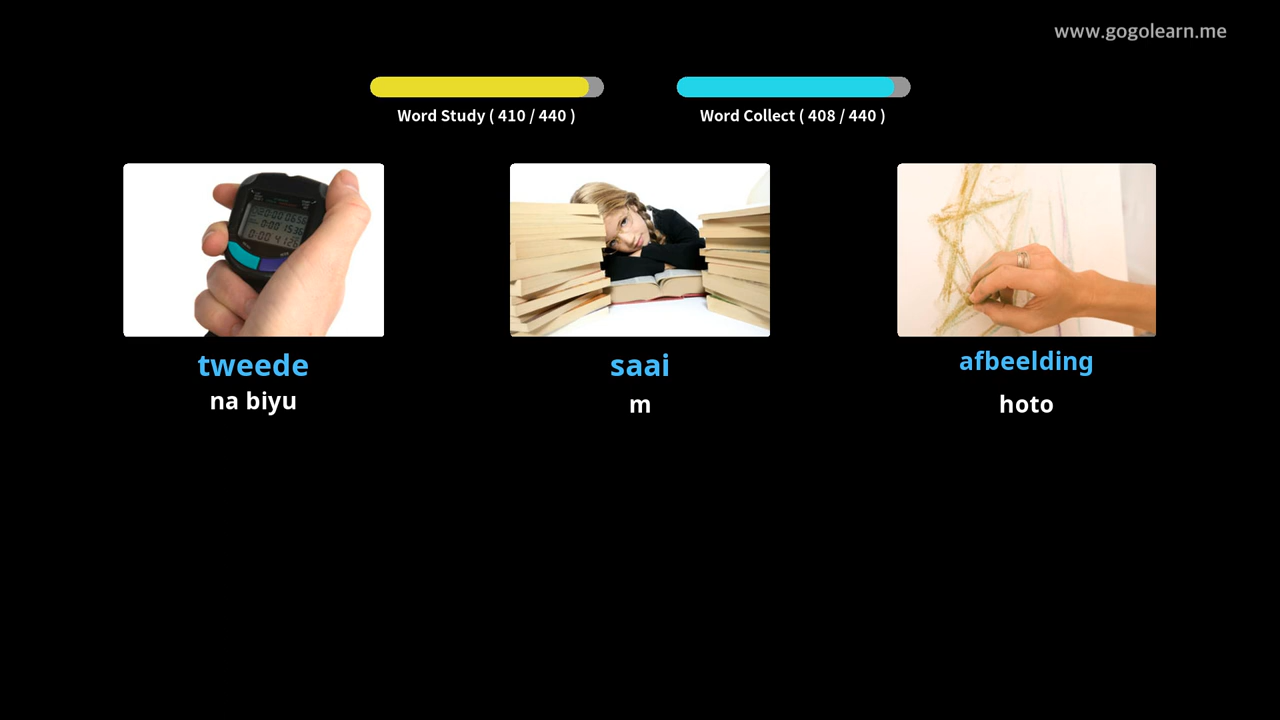 www.gogolearn.me
Word Study ( 410 / 440 )
Word Collect ( 408 / 440 )
tweede
na biyu
saai
m
afbeelding
hoto